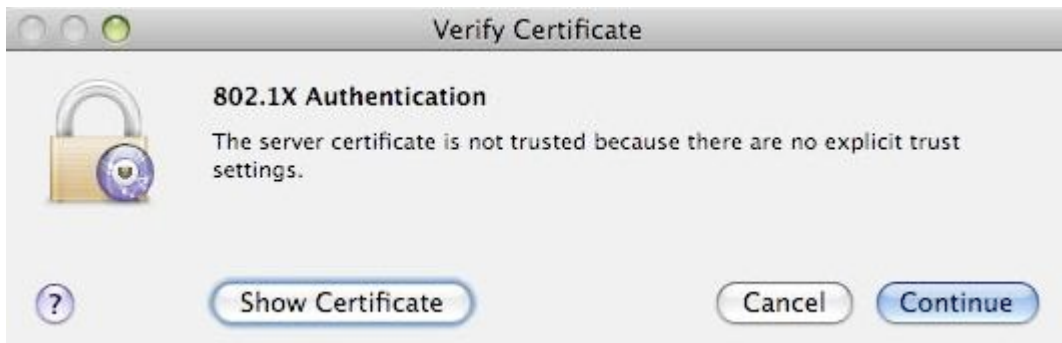 Verify Certificate
802.1X Authentication
The server certificate is not trusted because there are no explicit trust
settings.
?
Show Certificate
Cancel
Continue